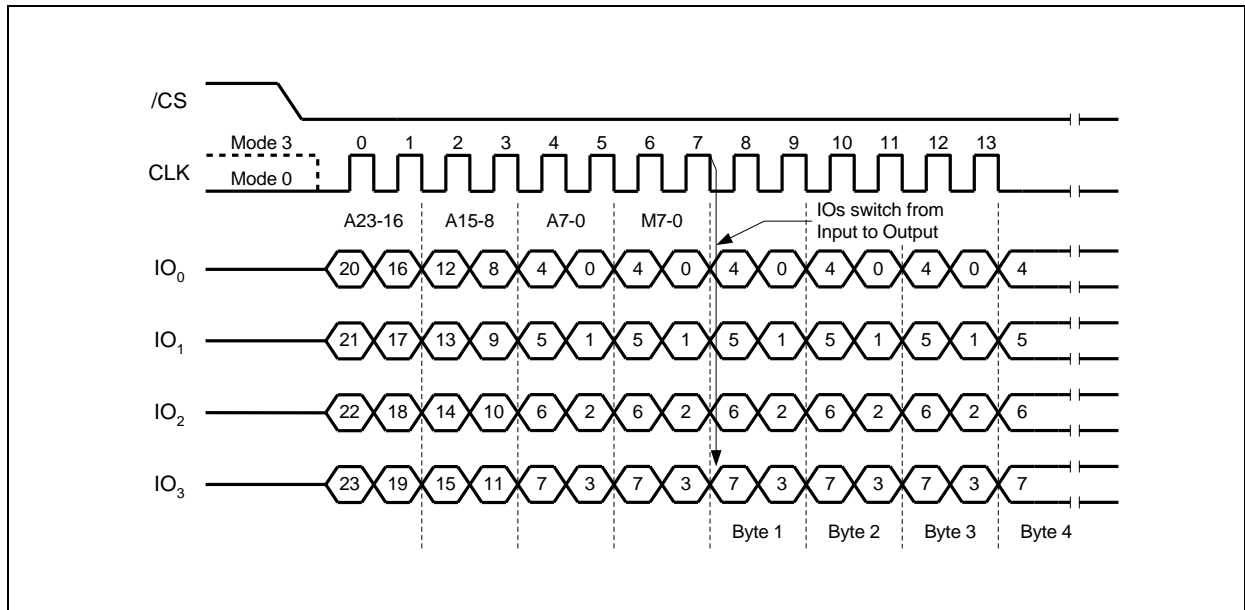 /CS
Mode 3 0 1 2 3 4 5 6 7 8 9 10 11 12 13
CLK
Mode 0
A23-16 A15-8 A7-0 M7-0 IOs switch from
Input to Output
IO0 20 16 12 8 4 0 4 0 4 0 4 0 4 0 4
IO1 21 17 13 9 5 1 5 1 5 1 5 1 5 1 5
IO2 22 18 14 10 6 2 6 2 6 2 6 2 6 2 6
IO3 23 19 15 11 7 3 7 3 7 3 7 3 7 3 7
Byte 1 Byte 2 Byte 3 Byte 4